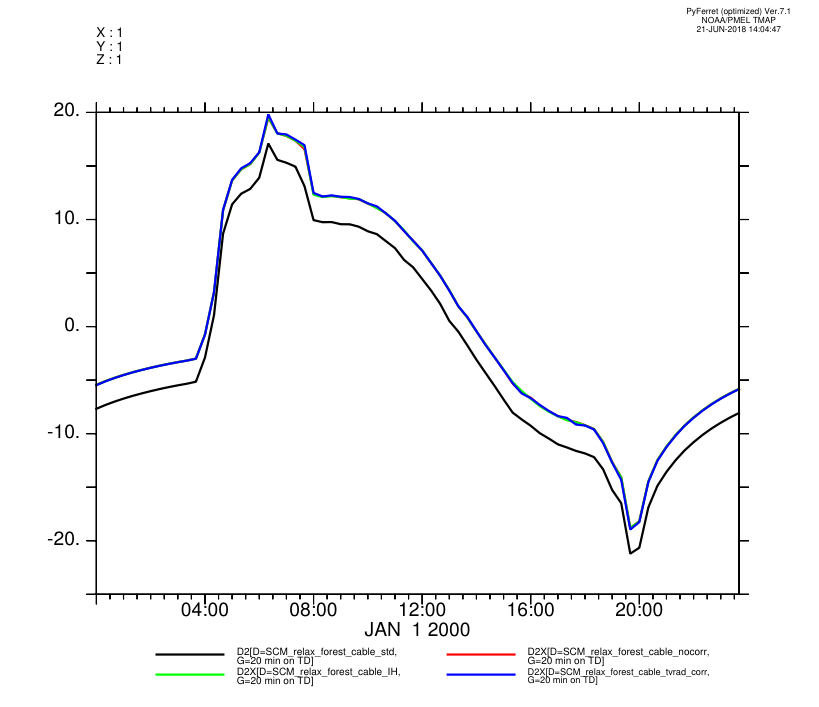 PyFerret (optimized) Ver.7.1
NOAA/PMEL TMAP
21-JUN-2018 14:04:47
X : 1
Y : 1
Z : 1
20.
10.
0.
-10.
-20.
04:00 08:00 12:00 16:00 20:00
JAN 1 2000
D2[D=SCM_relax_forest_cable_std,
G=20 min on TD]
D2X[D=SCM_relax_forest_cable_nocorr,
G=20 min on TD]
D2X[D=SCM_relax_forest_cable_IH,
G=20 min on TD]
D2X[D=SCM_relax_forest_cable_tvrad_corr,
G=20 min on TD]